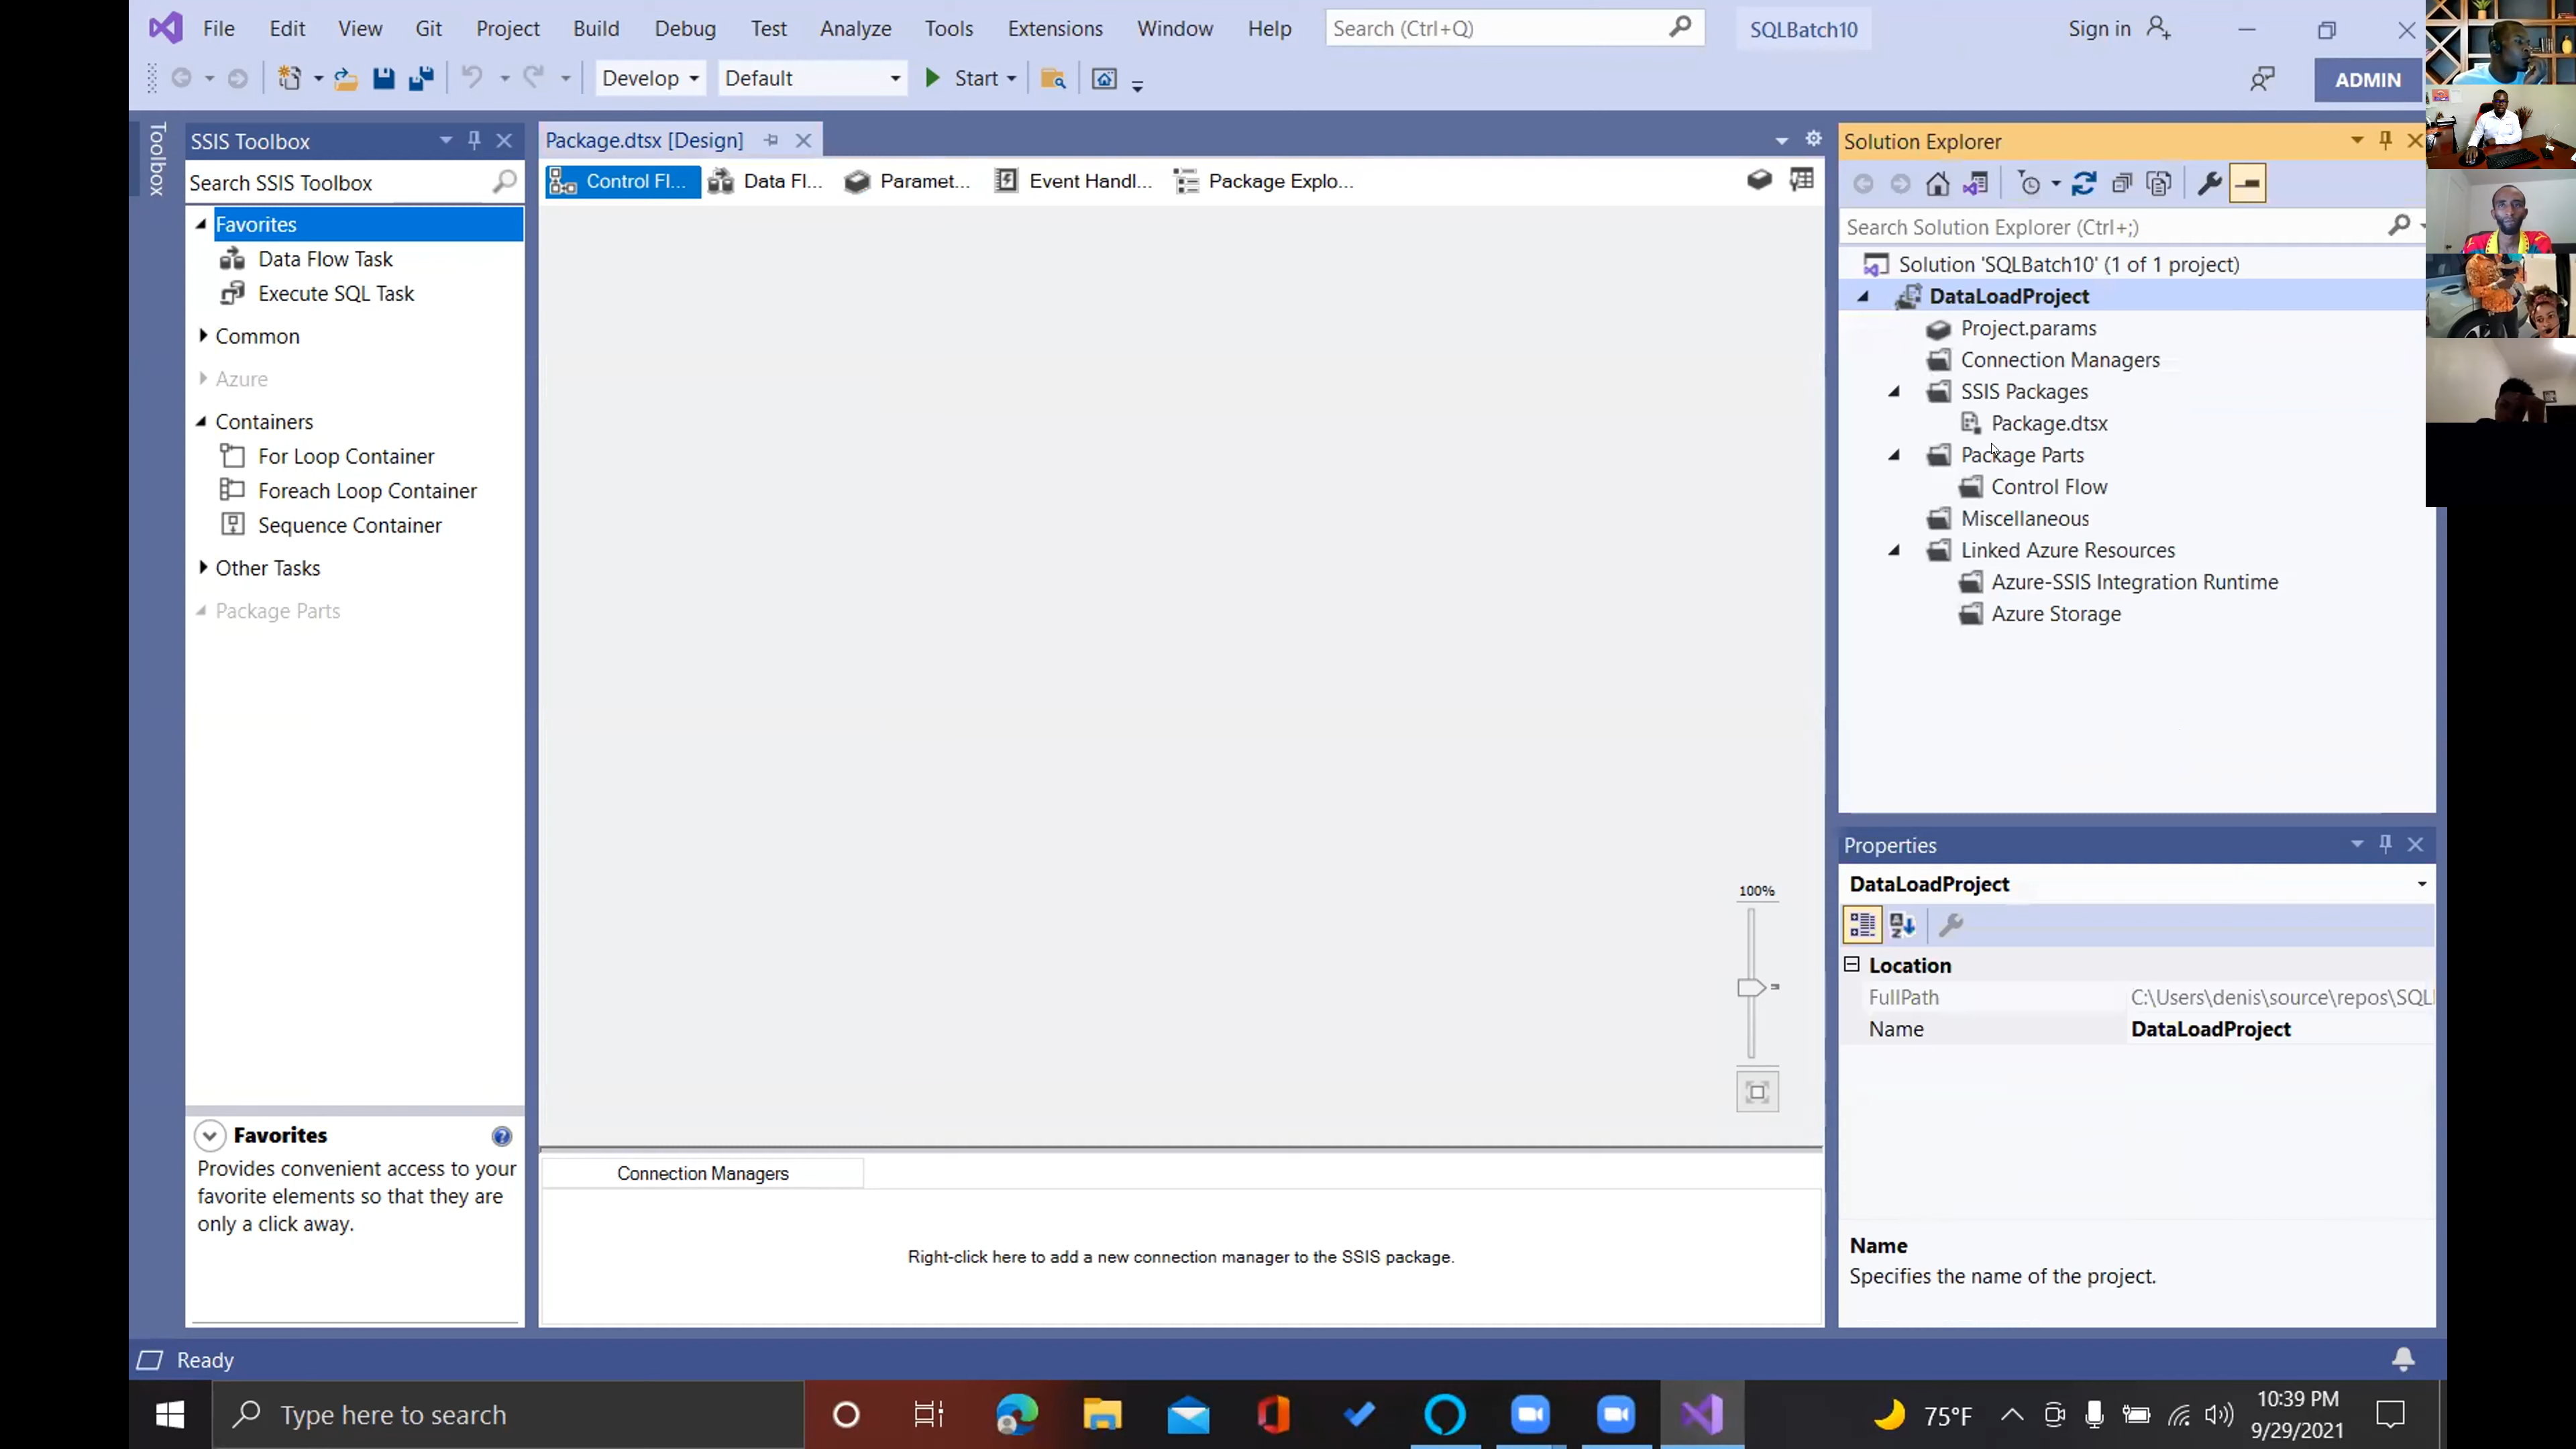 File Edit View Git Project Build Debug Test Analyze Tools Extensions Window Help Search (Ctrl+Q) SQLBatch10 Sign in
Develop Default Start ADMIN
Toolbox
SSIS Toolbox
Search SSIS Toolbox
Favorites
Data Flow Task
Execute SQL Task
Common
Azure
Containers
For Loop Container
Foreach Loop Container
Sequence Container
Other Tasks
Package Parts
Favorites
Provides convenient access to your
favorite elements so that they are
only a click away.
Package.dtsx [Design]
Control Fl... Data Fl... Paramet... Event Handl... Package Explo...
100%
Connection Managers
Right-click here to add a new connection manager to the SSIS package.
Solution Explorer
Search Solution Explorer (Ctrl+;)
Solution 'SQLBatch10' (1 of 1 project)
DataLoadProject
Project.params
Connection Managers
SSIS Packages
Package.dtsx
Package Parts
Control Flow
Miscellaneous
Linked Azure Resources
Azure-SSIS Integration Runtime
Azure Storage
Properties
DataLoadProject
Location
FullPath C:\Users\denis\source\repos\SQL
Name DataLoadProject
Name
Specifies the name of the project.
Ready
Type here to search
75°F
10:39 PM
9/29/2021